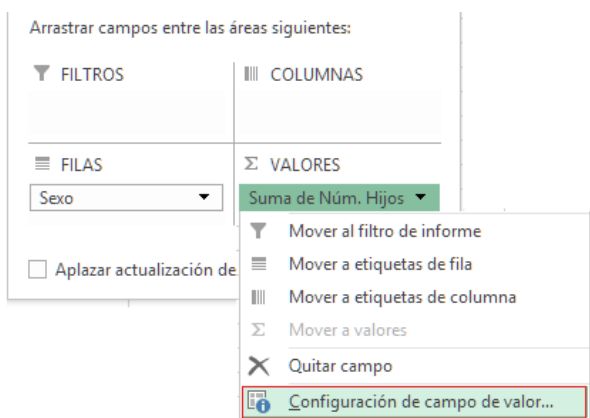 Arrastrar campos entre las áreas siguientes:
FILTROS
COLUMNAS
FILAS
Σ VALORES
Sexo
Suma de Núm. Hijos
Mover al filtro de informe
Aplazar actualización de
Mover a etiquetas de fila
Mover a etiquetas de columna
Σ Mover a valores
Quitar campo
Configuración de campo de valor...